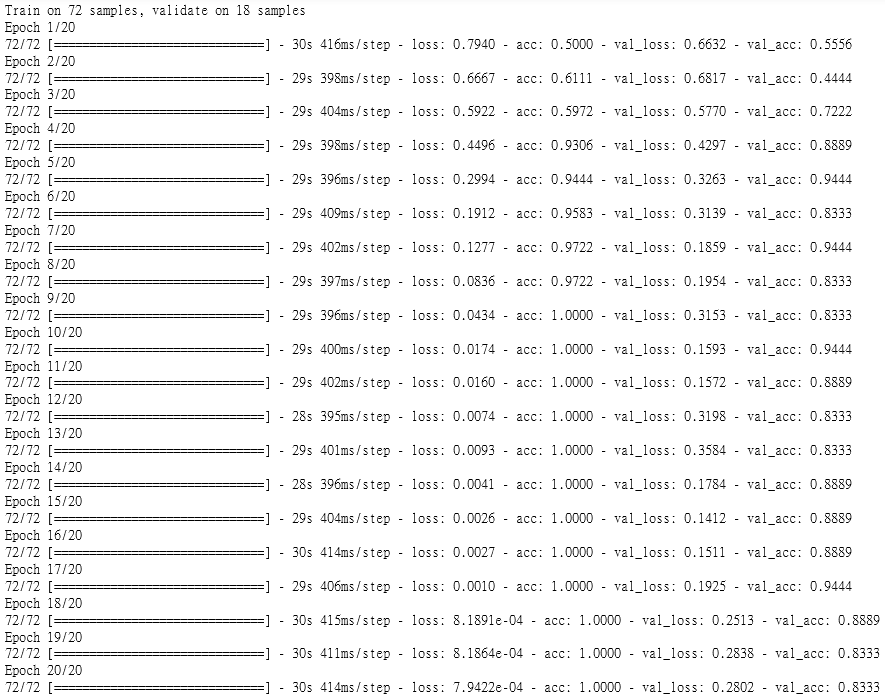 Train on 72 samples, validate on 18 samples
Epoch 1/20
72/72 [==============================] - 30s 416ms/step - loss: 0.7940 - acc: 0.5000 - val_loss: 0.6632 - val_acc: 0.5556
Epoch 2/20
72/72 [==============================] - 29s 398ms/step - loss: 0.6667 - acc: 0.6111 - val_loss: 0.6817 - val_acc: 0.4444
Epoch 3/20
72/72 [==============================] - 29s 404ms/step - loss: 0.5922 - acc: 0.5972 - val_loss: 0.5770 - val_acc: 0.7222
Epoch 4/20
72/72 [==============================] - 29s 398ms/step - loss: 0.4496 - acc: 0.9306 - val_loss: 0.4297 - val_acc: 0.8889
Epoch 5/20
72/72 [==============================] - 29s 396ms/step - loss: 0.2994 - acc: 0.9444 - val_loss: 0.3263 - val_acc: 0.9444
Epoch 6/20
72/72 [==============================] - 29s 409ms/step - loss: 0.1912 - acc: 0.9583 - val_loss: 0.3139 - val_acc: 0.8333
Epoch 7/20
72/72 [==============================] - 29s 402ms/step - loss: 0.1277 - acc: 0.9722 - val_loss: 0.1859 - val_acc: 0.9444
Epoch 8/20
72/72 [==============================] - 29s 397ms/step - loss: 0.0836 - acc: 0.9722 - val_loss: 0.1954 - val_acc: 0.8333
Epoch 9/20
72/72 [==============================] - 29s 396ms/step - loss: 0.0434 - acc: 1.0000 - val_loss: 0.3153 - val_acc: 0.8333
Epoch 10/20
72/72 [==============================] - 29s 400ms/step - loss: 0.0174 - acc: 1.0000 - val_loss: 0.1593 - val_acc: 0.9444
Epoch 11/20
72/72 [==============================] - 29s 402ms/step - loss: 0.0160 - acc: 1.0000 - val_loss: 0.1572 - val_acc: 0.8889
Epoch 12/20
72/72 [==============================] - 28s 395ms/step - loss: 0.0074 - acc: 1.0000 - val_loss: 0.3198 - val_acc: 0.8333
Epoch 13/20
72/72 [==============================] - 29s 401ms/step - loss: 0.0093 - acc: 1.0000 - val_loss: 0.3584 - val_acc: 0.8333
Epoch 14/20
72/72 [==============================] - 28s 396ms/step - loss: 0.0041 - acc: 1.0000 - val_loss: 0.1784 - val_acc: 0.8889
Epoch 15/20
72/72 [==============================] - 29s 404ms/step - loss: 0.0026 - acc: 1.0000 - val_loss: 0.1412 - val_acc: 0.8889
Epoch 16/20
72/72 [==============================] - 30s 414ms/step - loss: 0.0027 - acc: 1.0000 - val_loss: 0.1511 - val_acc: 0.8889
Epoch 17/20
72/72 [==============================] - 29s 406ms/step - loss: 0.0010 - acc: 1.0000 - val_loss: 0.1925 - val_acc: 0.9444
Epoch 18/20
72/72 [==============================] - 30s 415ms/step - loss: 8.1891e-04 - acc: 1.0000 - val_loss: 0.2513 - val_acc: 0.8889
Epoch 19/20
72/72 [==============================] - 30s 411ms/step - loss: 8.1864e-04 - acc: 1.0000 - val_loss: 0.2838 - val_acc: 0.8333
Epoch 20/20
72/72 [==============================] - 30s 414ms/step - loss: 7.9422e-04 - acc: 1.0000 - val_loss: 0.2802 - val_acc: 0.8333